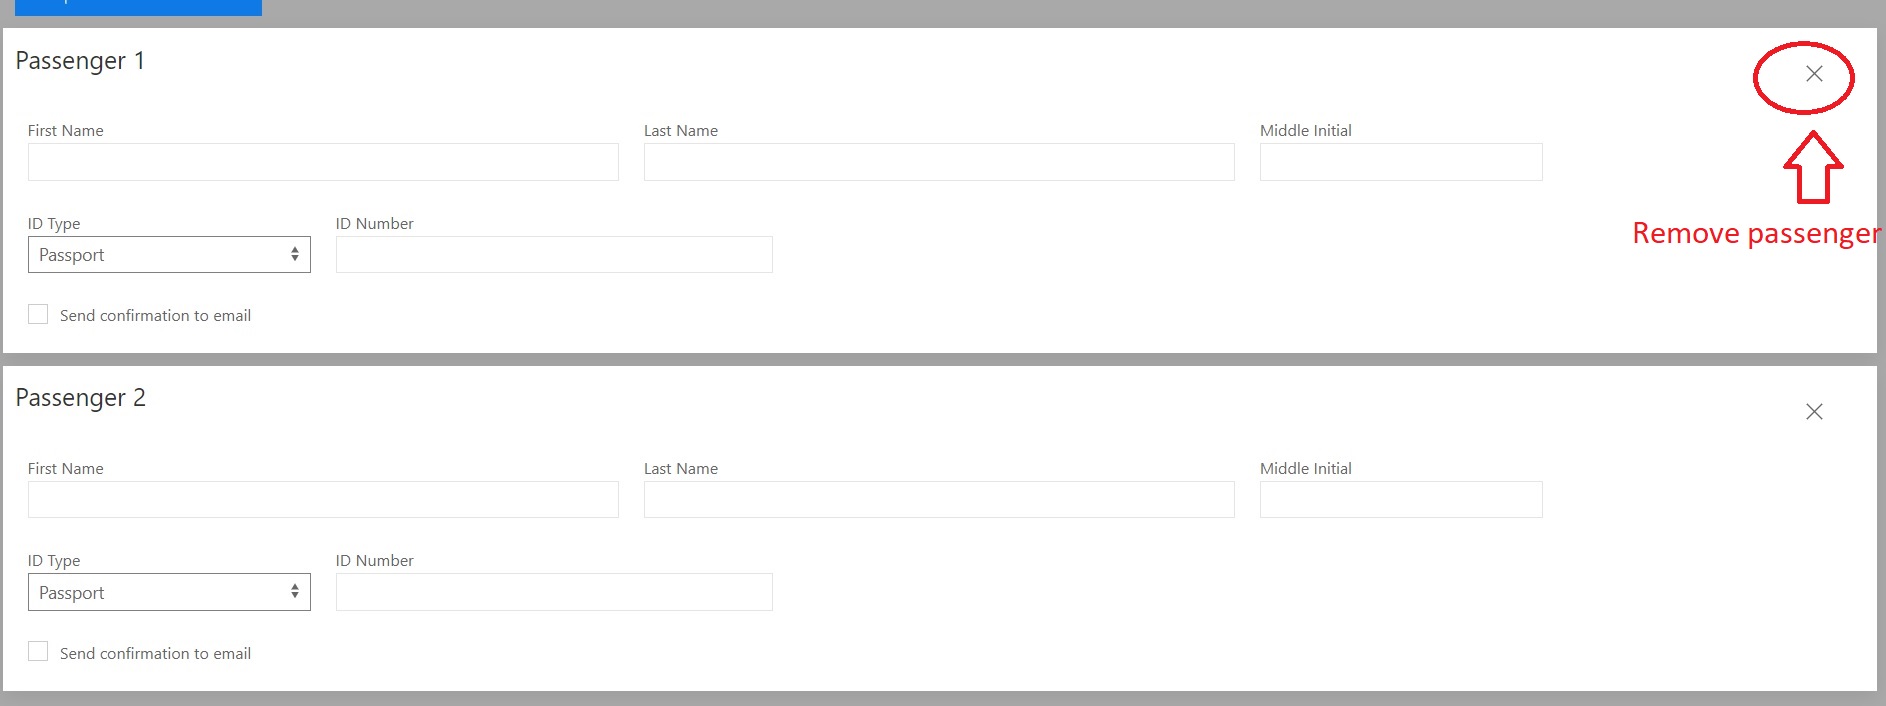 Passenger 1
First Name
Last Name
Middle Initial
Remove passenger
ID Type
ID Number
Passport
Send confirmation to email
Passenger 2
First Name
Last Name
Middle Initial
ID Type
ID Number
Passport
Send confirmation to email